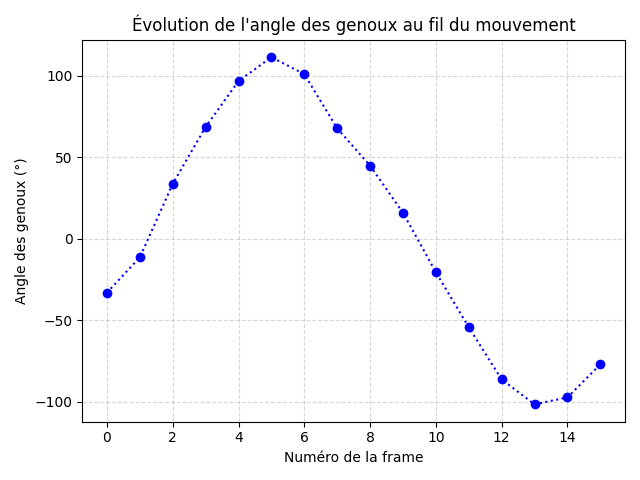 Évolution de l'angle des genoux au fil du mouvement
Angle des genoux (°)
100
50
0
−50
−100
0 2 4 6 8 10 12 14
Numéro de la frame